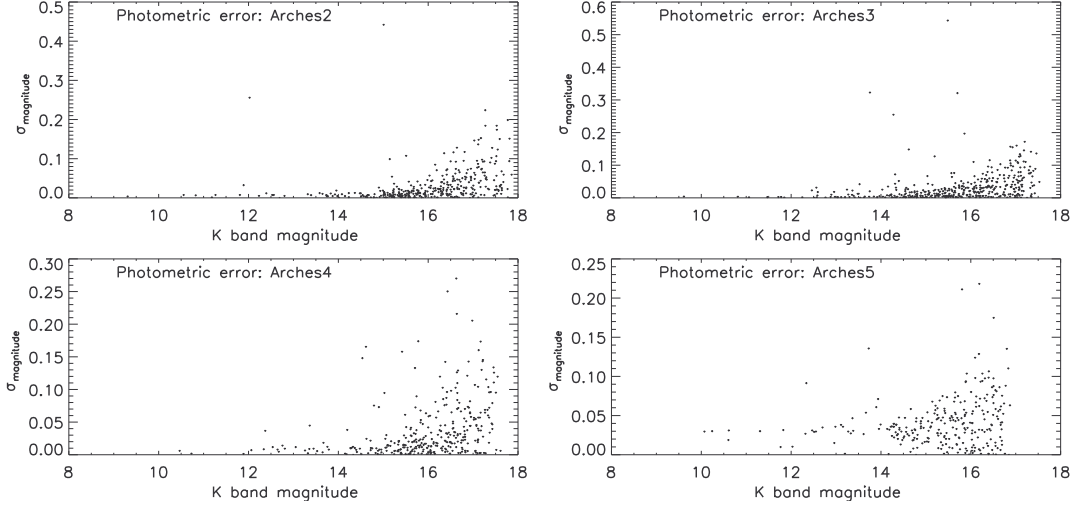 Photometric error: Arches2
0.5
0.4
0.3
0.2
0.1
0.0
σmagnitude
8 10 12 14 16 18
K band magnitude
Photometric error: Arches3
0.6
0.5
0.4
0.3
0.2
0.1
0.0
σmagnitude
8 10 12 14 16 18
K band magnitude
Photometric error: Arches4
0.30
0.25
0.20
0.15
0.10
0.05
0.00
σmagnitude
8 10 12 14 16 18
K band magnitude
Photometric error: Arches5
0.25
0.20
0.15
0.10
0.05
0.00
σmagnitude
8 10 12 14 16 18
K band magnitude